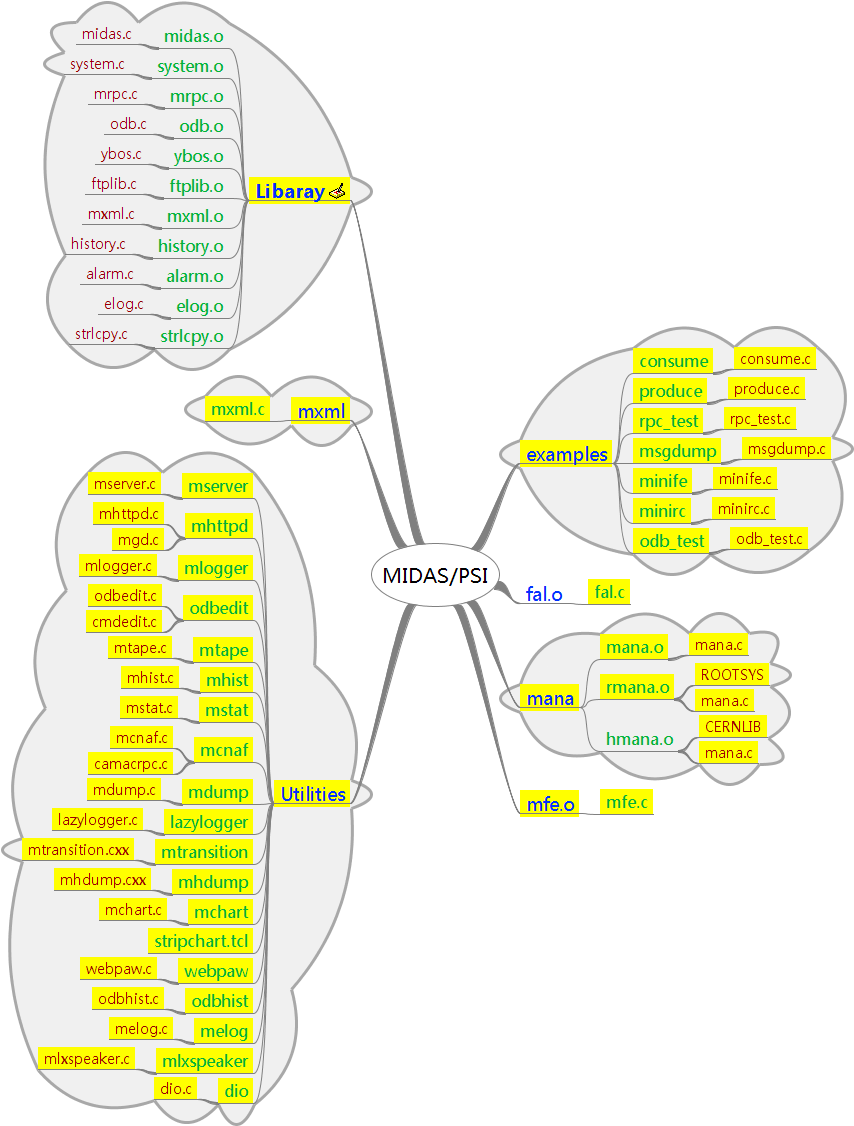 MIDAS/PSI
Libaray
midas.o midas.c
system.o system.c
mrpc.o mrpc.c
odb.o odb.c
ybos.o ybos.c
ftplib.o ftplib.c
mxml.o mxml.c
history.o history.c
alarm.o alarm.c
elog.o elog.c
strlcpy.o strlcpy.c
mxml mxml.c
Utilities
mserver mserver.c
mhttpd mhttpd.c
mgd.c
mlogger mlogger.c
odbedit odbedit.c
cmdedit.c
mtape mtape.c
mhist mhist.c
mstat mstat.c
mcnaf mcnaf.c
camacrpc.c
mdump mdump.c
lazylogger lazylogger.c
mtransition mtransition.cxx
mhdump mhdump.cxx
mchart mchart.c
stripchart.tcl
webpaw webpaw.c
odbhist odbhist.c
melog melog.c
mlxspeaker mlxspeaker.c
dio dio.c
examples
consume consume.c
produce produce.c
rpc_test rpc_test.c
msgdump msgdump.c
minife minife.c
minirc minirc.c
odb_test odb_test.c
fal.o fal.c
mana
mana.o mana.c
rmana.o ROOTSYS
mana.c
hmana.o CERNLIB
mana.c
mfe.o mfe.c